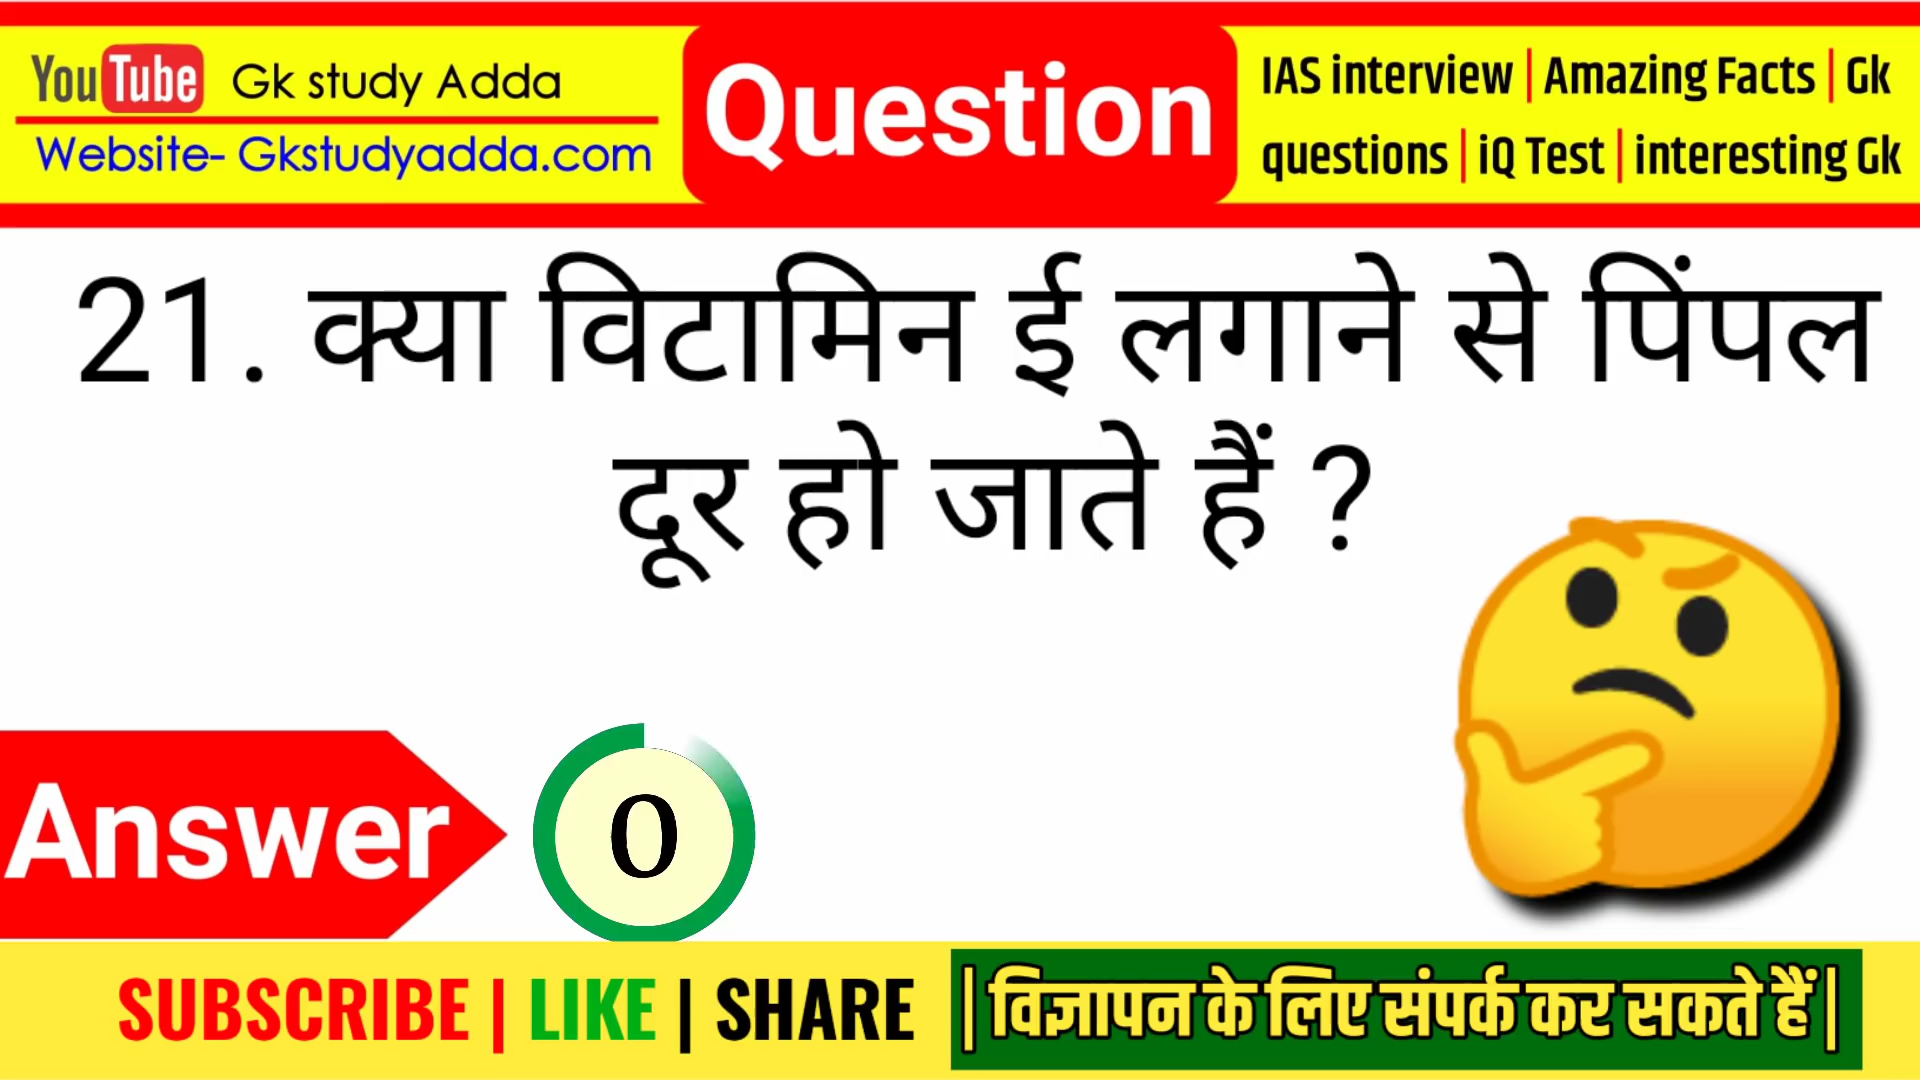 YouTube Gk study Adda
Website- Gkstudyadda.com
Question
IAS interview | Amazing Facts | Gk
questions | iQ Test | interesting Gk
21. क्या विटामिन ई लगाने से पिंपल
दूर हो जाते हैं ?
Answer
0
SUBSCRIBE | LIKE | SHARE
| विज्ञापन के लिए संपर्क कर सकते हैं |